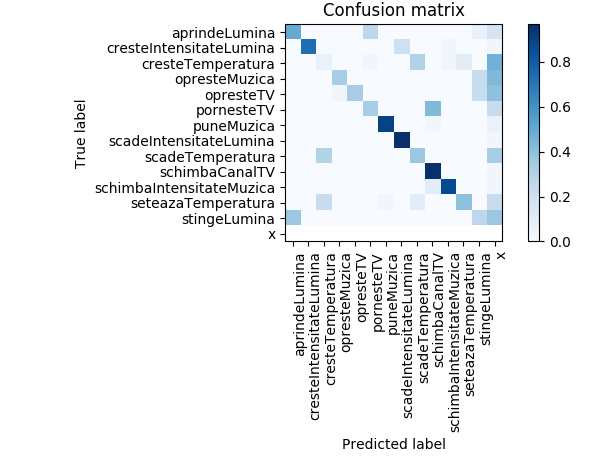 Confusion matrix
True label
aprindeLumina
cresteIntensitateLumina
cresteTemperatura
opresteMuzica
opresteTV
pornesteTV
puneMuzica
scadeIntensitateLumina
scadeTemperatura
schimbaCanalTV
schimbaIntensitateMuzica
seteazaTemperatura
stingeLumina
x
0.8
0.6
0.4
0.2
0.0
aprindeLumina
cresteIntensitateLumina
cresteTemperatura
opresteMuzica
opresteTV
pornesteTV
puneMuzica
scadeIntensitateLumina
scadeTemperatura
schimbaCanalTV
schimbaIntensitateMuzica
seteazaTemperatura
stingeLumina
x
Predicted label